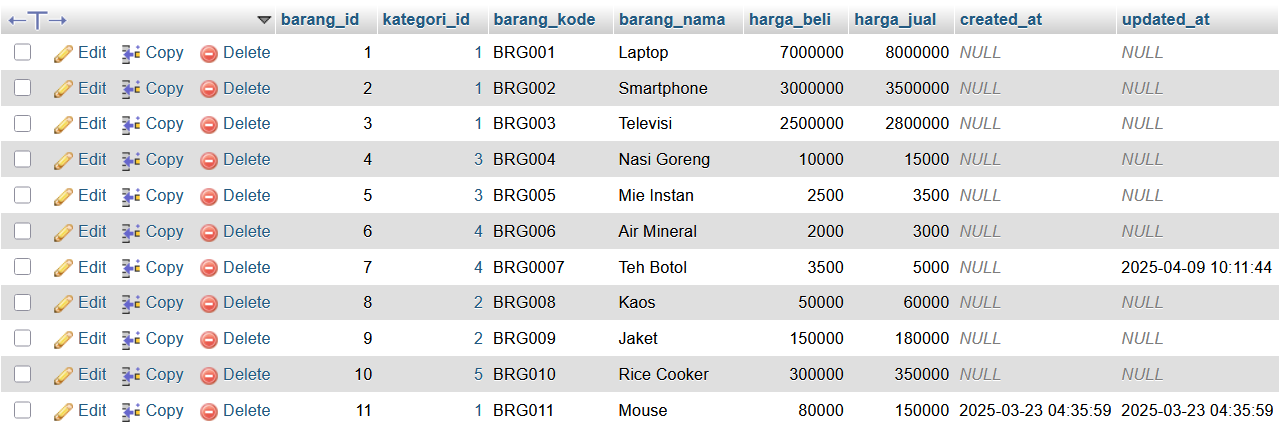 ←T→ barang_id kategori_id barang_kode barang_nama harga_beli harga_jual created_at updated_at
Edit Copy Delete 1 1 BRG001 Laptop 7000000 8000000 NULL NULL
Edit Copy Delete 2 1 BRG002 Smartphone 3000000 3500000 NULL NULL
Edit Copy Delete 3 1 BRG003 Televisi 2500000 2800000 NULL NULL
Edit Copy Delete 4 3 BRG004 Nasi Goreng 10000 15000 NULL NULL
Edit Copy Delete 5 3 BRG005 Mie Instan 2500 3500 NULL NULL
Edit Copy Delete 6 4 BRG006 Air Mineral 2000 3000 NULL NULL
Edit Copy Delete 7 4 BRG0007 Teh Botol 3500 5000 NULL 2025-04-09 10:11:44
Edit Copy Delete 8 2 BRG008 Kaos 50000 60000 NULL NULL
Edit Copy Delete 9 2 BRG009 Jaket 150000 180000 NULL NULL
Edit Copy Delete 10 5 BRG010 Rice Cooker 300000 350000 NULL NULL
Edit Copy Delete 11 1 BRG011 Mouse 80000 150000 2025-03-23 04:35:59 2025-03-23 04:35:59